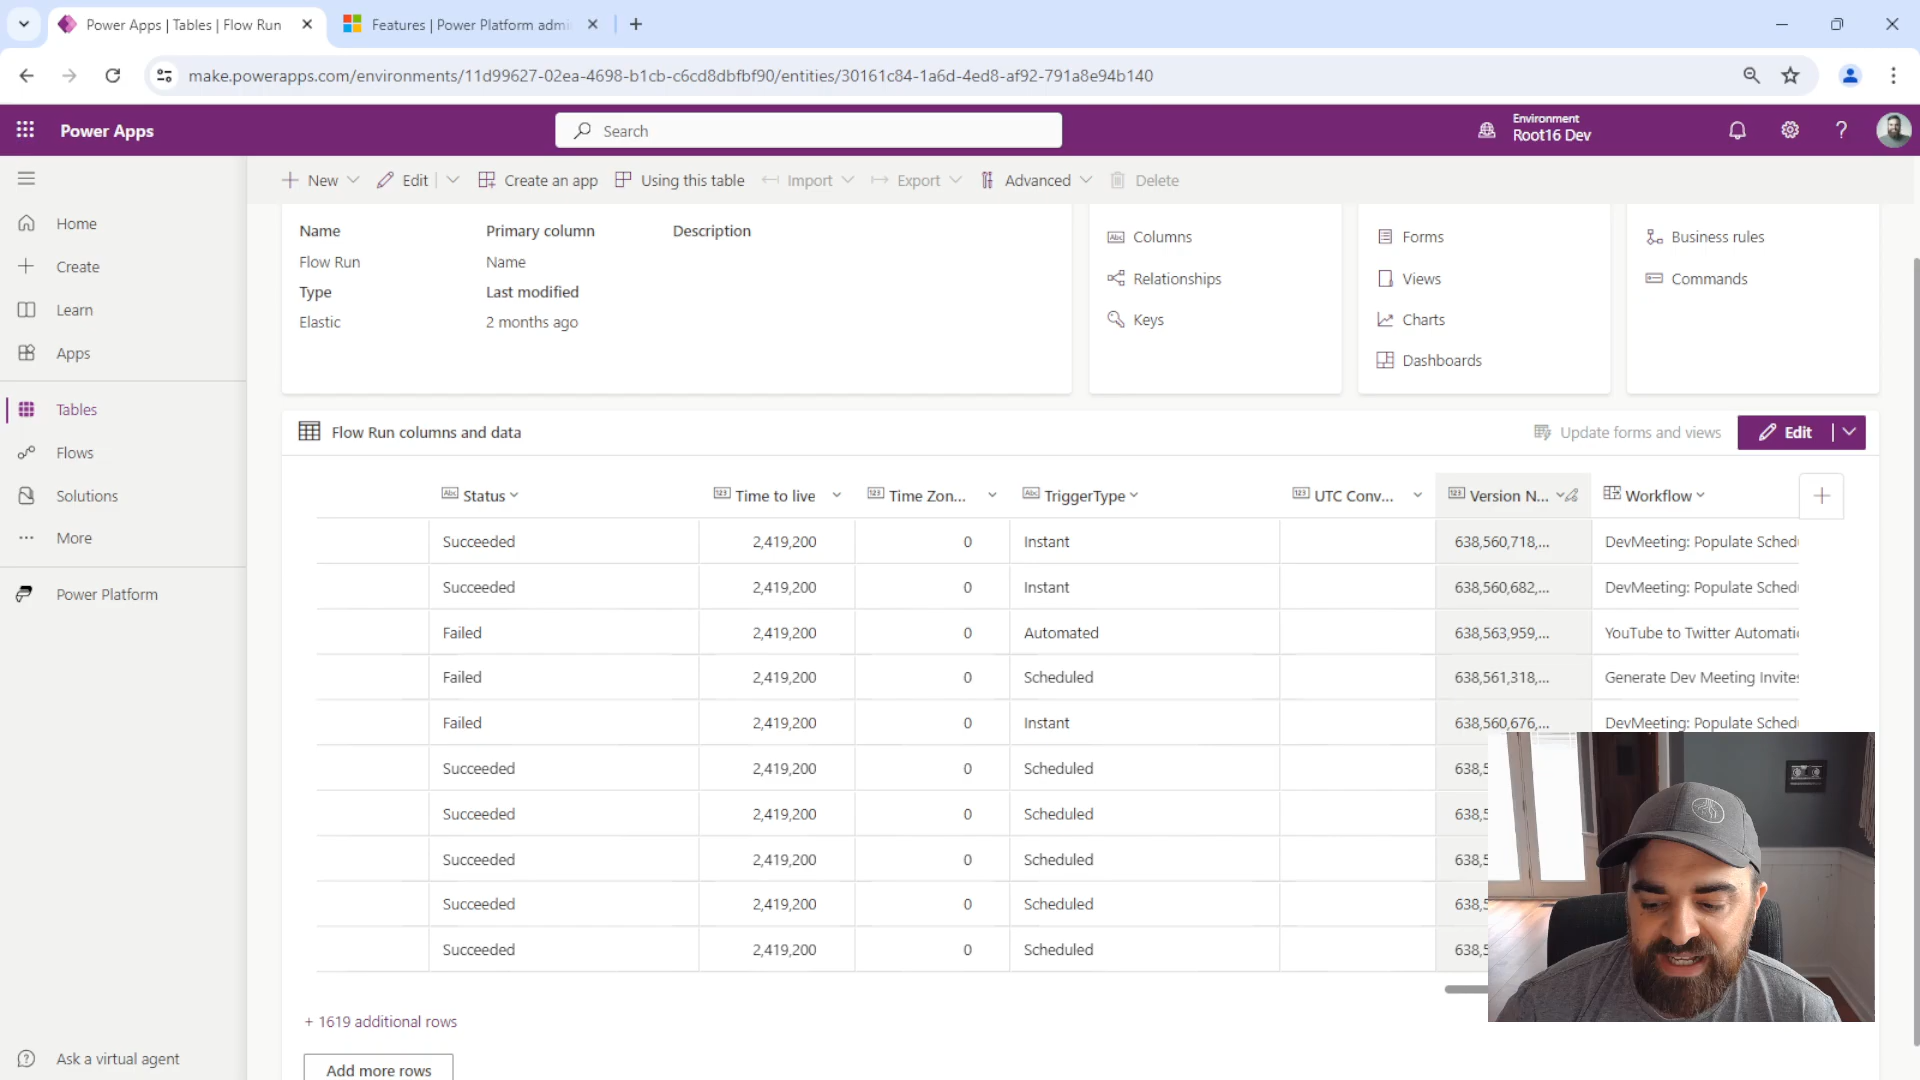 Power Apps | Tables | Flow Run
Features | Power Platform admi
make.powerapps.com/environments/11d99627-02ea-4698-b1cb-c6cd8dbfbf90/entities/30161c84-1a6d-4ed8-af92-791a8e94b140
Power Apps
Search
Environment
Root16 Dev
New
Edit
Create an app
Using this table
Import
Export
Advanced
Delete
Home
Create
Learn
Apps
Tables
Flows
Solutions
More
Power Platform
Ask a virtual agent
Name Primary column Description
Flow Run Name
Type Last modified
Elastic 2 months ago
Columns
Relationships
Keys
Forms
Views
Charts
Dashboards
Business rules
Commands
Flow Run columns and data
Update forms and views
Edit
Status Time to live Time Zon... TriggerType UTC Conv... Version N... Workflow
Succeeded 2,419,200 0 Instant 638,560,718,... DevMeeting: Populate Sched
Succeeded 2,419,200 0 Instant 638,560,682,... DevMeeting: Populate Sched
Failed 2,419,200 0 Automated 638,563,959,... YouTube to Twitter Automati
Failed 2,419,200 0 Scheduled 638,561,318,... Generate Dev Meeting Invites
Failed 2,419,200 0 Instant 638,560,676,... DevMeeting: Populate Sched
Succeeded 2,419,200 0 Scheduled 638,5
Succeeded 2,419,200 0 Scheduled 638,5
Succeeded 2,419,200 0 Scheduled 638,5
Succeeded 2,419,200 0 Scheduled 638,5
Succeeded 2,419,200 0 Scheduled 638,5
+ 1619 additional rows
Add more rows